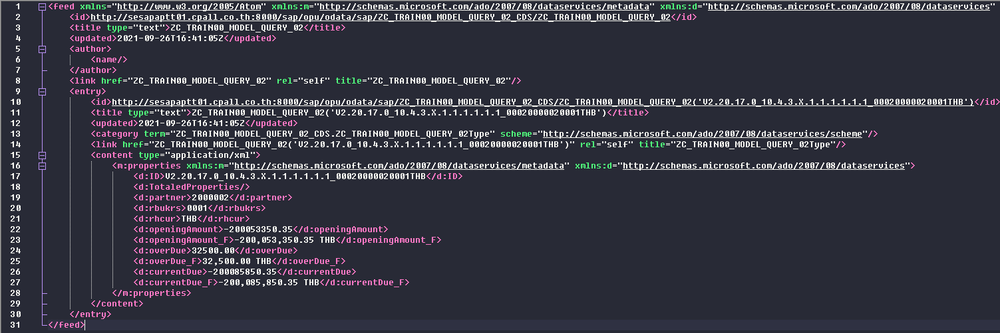 1 <feed xmlns="http://www.w3.org/2005/Atom" xmlns:m="http://schemas.microsoft.com/ado/2007/08/dataservices/metadata" xmlns:d="http://schemas.microsoft.com/ado/2007/08/dataservices"
2 <id>http://sesapaptt01.cpall.co.th:8000/sap/opu/odata/sap/ZC_TRAIN00_MODEL_QUERY_02_CDS/ZC_TRAIN00_MODEL_QUERY_02</id>
3 <title type="text">ZC_TRAIN00_MODEL_QUERY_02</title>
4 <updated>2021-09-26T16:41:05Z</updated>
5 <author>
6 <name/>
7 </author>
8 <link href="ZC_TRAIN00_MODEL_QUERY_02" rel="self" title="ZC_TRAIN00_MODEL_QUERY_02"/>
9 <entry>
10 <id>http://sesapaptt01.cpall.co.th:8000/sap/opu/odata/sap/ZC_TRAIN00_MODEL_QUERY_02_CDS/ZC_TRAIN00_MODEL_QUERY_02('V2.20.17.0_10.4.3.X.1.1.1.1.1.1_00020000020001THB')</id>
11 <title type="text">ZC_TRAIN00_MODEL_QUERY_02('V2.20.17.0_10.4.3.X.1.1.1.1.1.1_00020000020001THB')</title>
12 <updated>2021-09-26T16:41:05Z</updated>
13 <category term="ZC_TRAIN00_MODEL_QUERY_02_CDS.ZC_TRAIN00_MODEL_QUERY_02Type" scheme="http://schemas.microsoft.com/ado/2007/08/dataservices/scheme"/>
14 <link href="ZC_TRAIN00_MODEL_QUERY_02('V2.20.17.0_10.4.3.X.1.1.1.1.1.1_00020000020001THB')" rel="self" title="ZC_TRAIN00_MODEL_QUERY_02Type"/>
15 <content type="application/xml">
16 <m:properties xmlns:m="http://schemas.microsoft.com/ado/2007/08/dataservices/metadata" xmlns:d="http://schemas.microsoft.com/ado/2007/08/dataservices">
17 <d:ID>V2.20.17.0_10.4.3.X.1.1.1.1.1.1_00020000020001THB</d:ID>
18 <d:TotaledProperties/>
19 <d:partner>2000002</d:partner>
20 <d:rbukrs>0001</d:rbukrs>
21 <d:rhcur>THB</d:rhcur>
22 <d:openingAmount>-200053350.35</d:openingAmount>
23 <d:openingAmount_F>-200,053,350.35 THB</d:openingAmount_F>
24 <d:overDue>32500.00</d:overDue>
25 <d:overDue_F>32,500.00 THB</d:overDue_F>
26 <d:currentDue>-200085850.35</d:currentDue>
27 <d:currentDue_F>-200,085,850.35 THB</d:currentDue_F>
28 </m:properties>
29 </content>
30 </entry>
31 </feed>